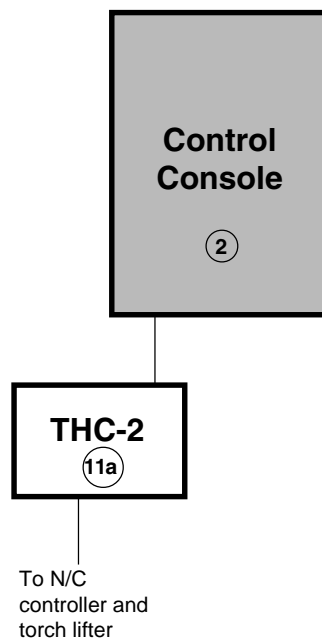 Control
Console
2
THC-2
11a
To N/C
controller and
torch lifter